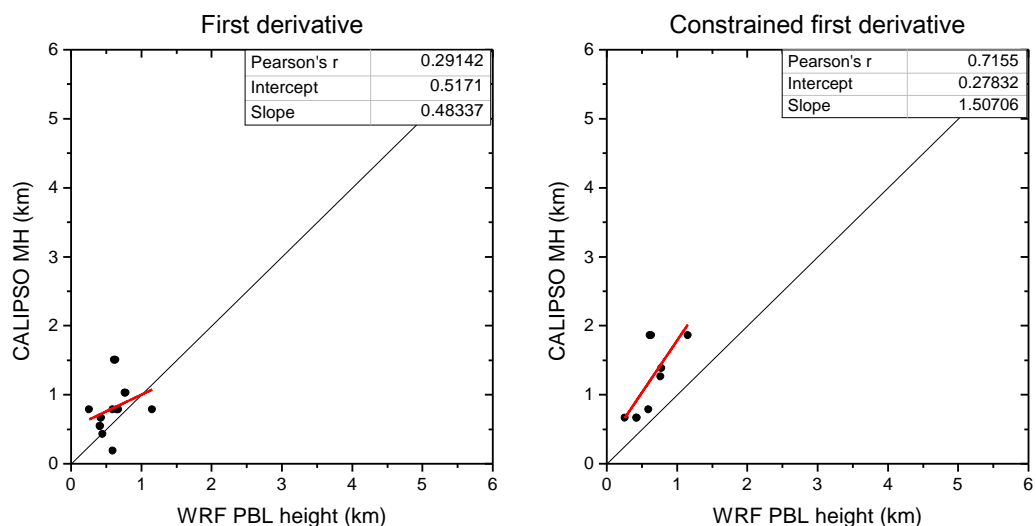 First derivative
Pearson's r 0.29142
Intercept 0.5171
Slope 0.48337
6
5
4
3
2
1
0
0 1 2 3 4 5 6
CALIPSO MH (km)
WRF PBL height (km)
Constrained first derivative
Pearson's r 0.7155
Intercept 0.27832
Slope 1.50706
6
5
4
3
2
1
0
0 1 2 3 4 5 6
CALIPSO MH (km)
WRF PBL height (km)